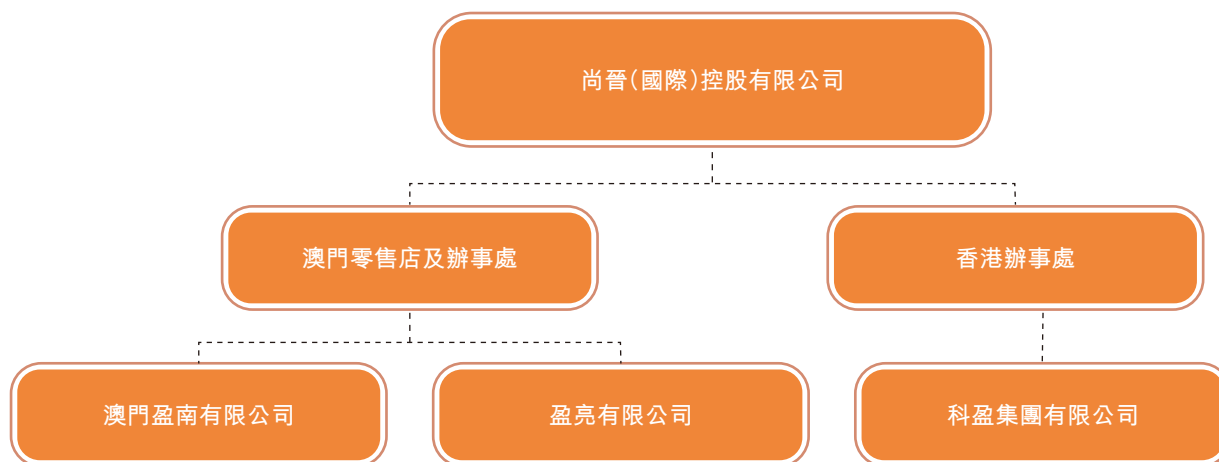 尚晉(國際)控股有限公司
澳門零售店及辦事處
香港辦事處
澳門盈南有限公司
盈亮有限公司
科盈集團有限公司